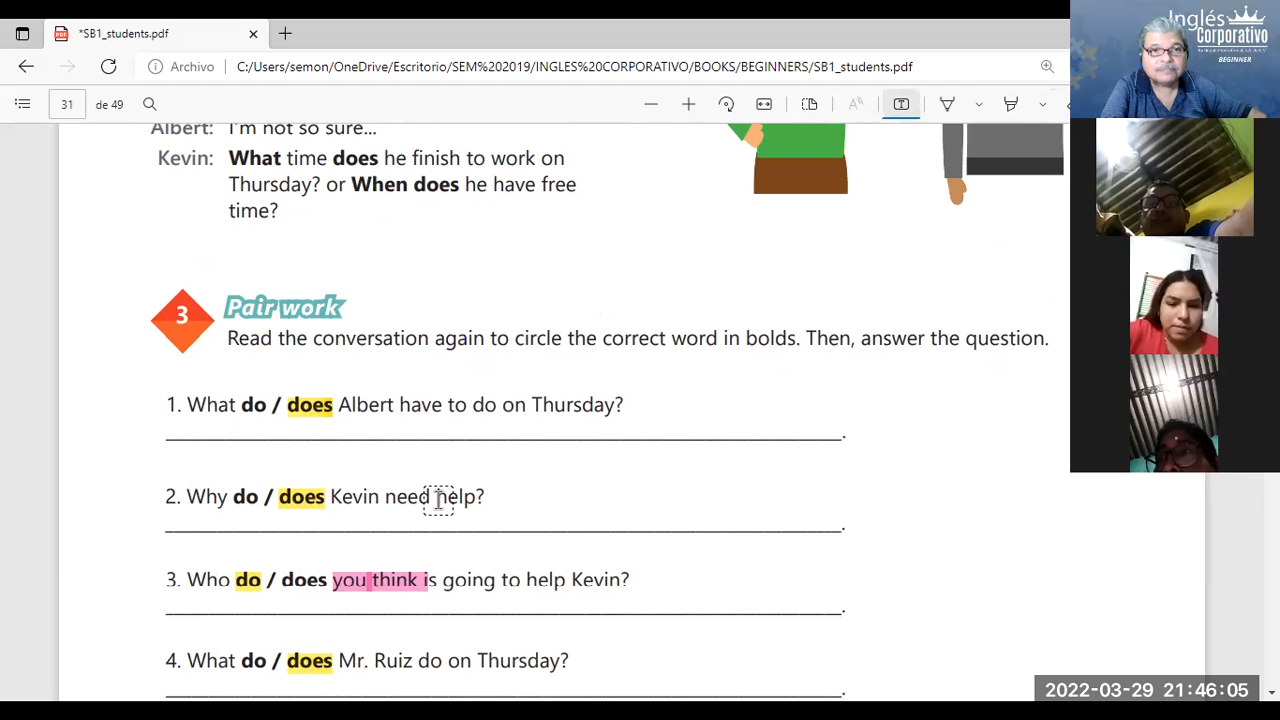 *SB1_students.pdf
Archivo
C:/Users/semon/OneDrive/Escritorio/SEM%202019/INGLES%20CORPORATIVO/BOOKS/BEGINNERS/SB1_students.pdf
31
de 49
Inglés
Corporativo
BEGINNER
Albert: I'm not so sure...
Kevin: What time does he finish to work on
Thursday? or When does he have free
time?
3
Pair work
Read the conversation again to circle the correct word in bolds. Then, answer the question.
1. What do / does Albert have to do on Thursday?
2. Why do / does Kevin need help?
3. Who do / does you think is going to help Kevin?
4. What do / does Mr. Ruiz do on Thursday?
2022-03-29 21:46:05